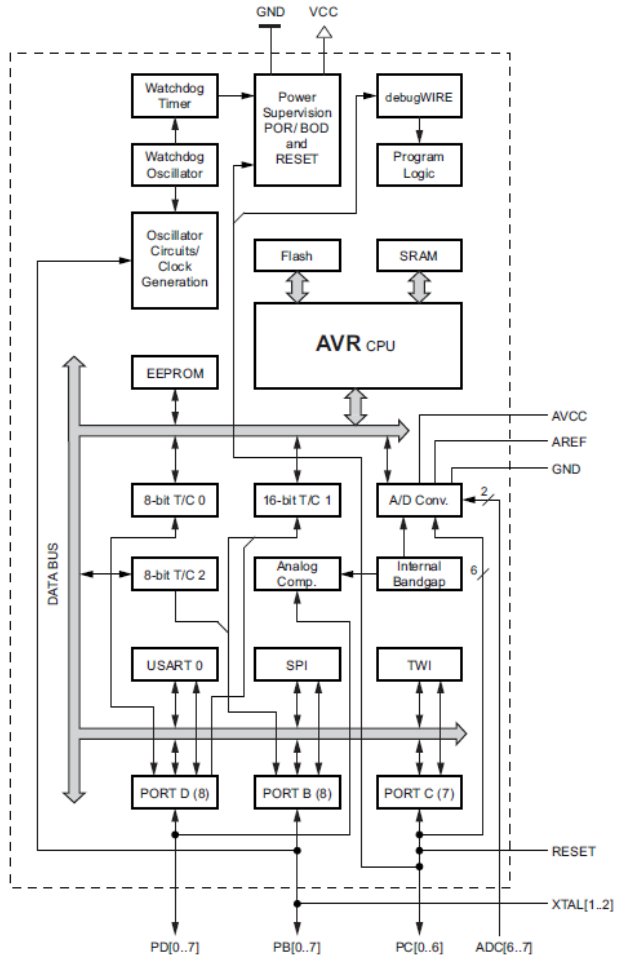 GND
VCC
Watchdog
Timer
Power
Supervision
POR/ BOD
and
RESET
debugWIRE
Watchdog
Oscillator
Program
Logic
Oscillator
Circuits/
Clock
Generation
Flash
SRAM
AVR CPU
EEPROM
AVCC
AREF
GND
8-bit T/C 0
16-bit T/C 1
A/D Conv.
2
DATA BUS
8-bit T/C 2
Analog
Comp.
Internal
Bandgap
6
USART 0
SPI
TWI
PORT D (8)
PORT B (8)
PORT C (7)
RESET
XTAL[1..2]
PD[0..7]
PB[0..7]
PC[0..6]
ADC[6..7]